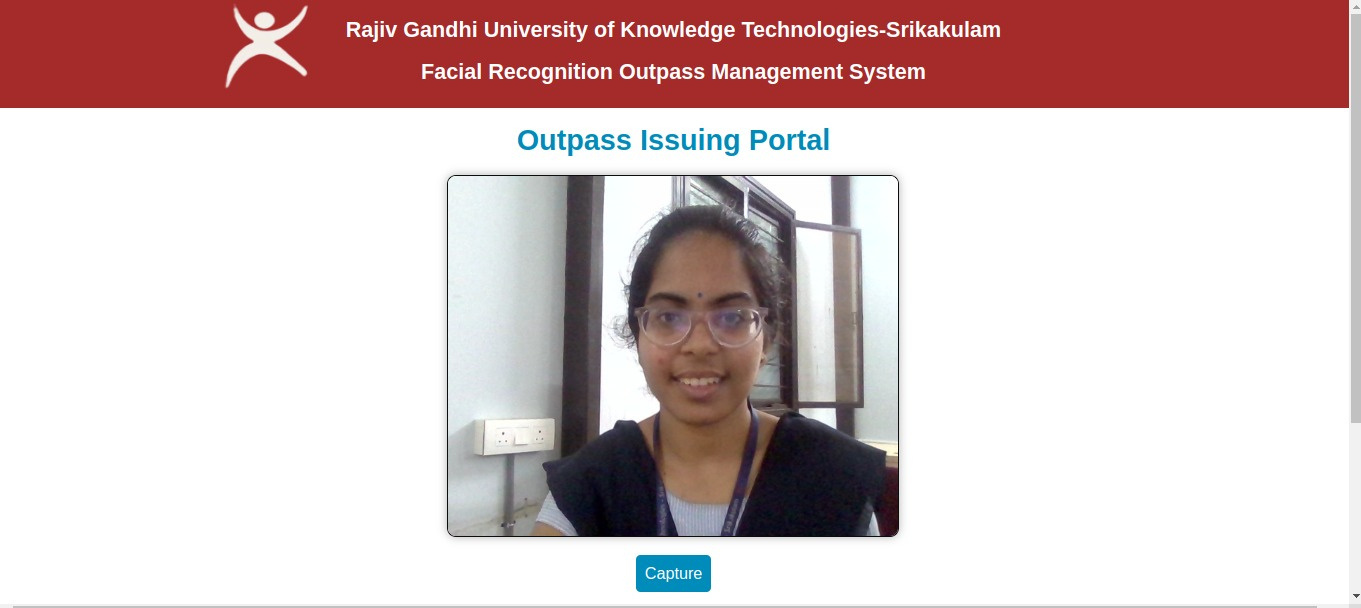 Rajiv Gandhi University of Knowledge Technologies-Srikakulam
Facial Recognition Outpass Management System
Outpass Issuing Portal
Capture